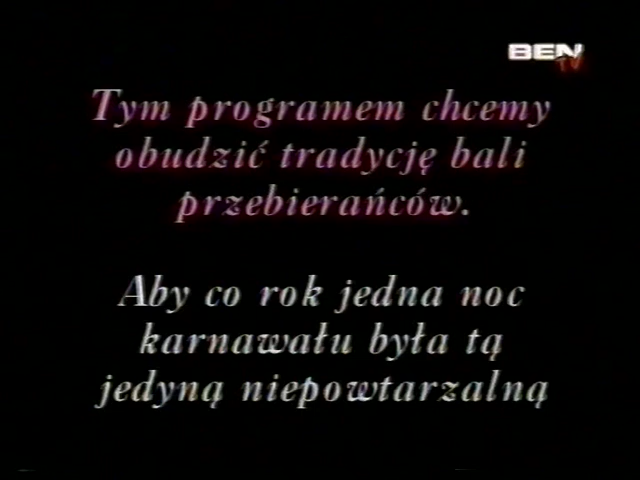 BEN
TV
Tym programem chcemy
obudzić tradycję bali
przebierańców.
Aby co rok jedna noc
karnawału była tą
jedyną niepowtarzalną